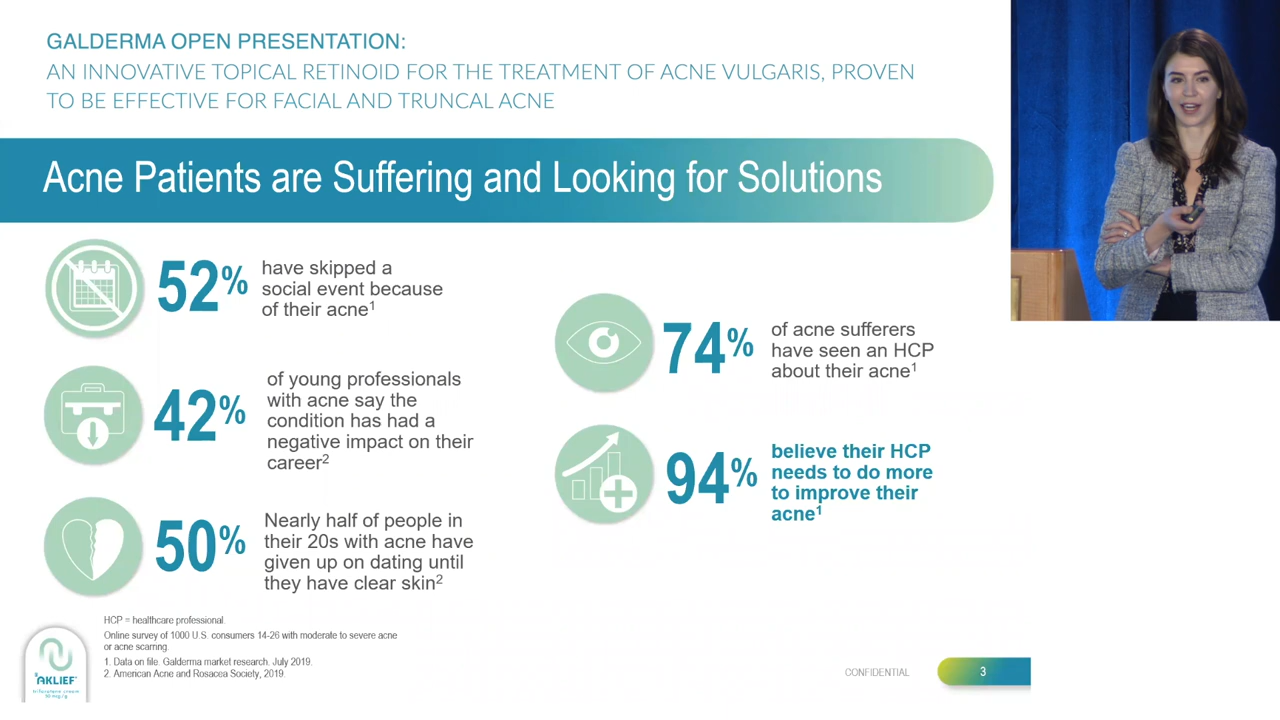 GALDERMA OPEN PRESENTATION:
AN INNOVATIVE TOPICAL RETINOID FOR THE TREATMENT OF ACNE VULGARIS, PROVEN
TO BE EFFECTIVE FOR FACIAL AND TRUNCAL ACNE
Acne Patients are Suffering and Looking for Solutions
52%
have skipped a
social event because
of their acne¹
42%
of young professionals
with acne say the
condition has had a
negative impact on their
career²
50%
Nearly half of people in
their 20s with acne have
given up on dating until
they have clear skin²
74%
of acne sufferers
have seen an HCP
about their acne¹
94%
believe their HCP
needs to do more
to improve their
acne¹
HCP = healthcare professional.
Online survey of 1000 U.S. consumers 14-26 with moderate to severe acne
or acne scarring.
1. Data on file. Galderma market research. July 2019.
2. American Acne and Rosacea Society, 2019.
AKLIEF
trifarotene cream
50 mcg/g
CONFIDENTIAL
3